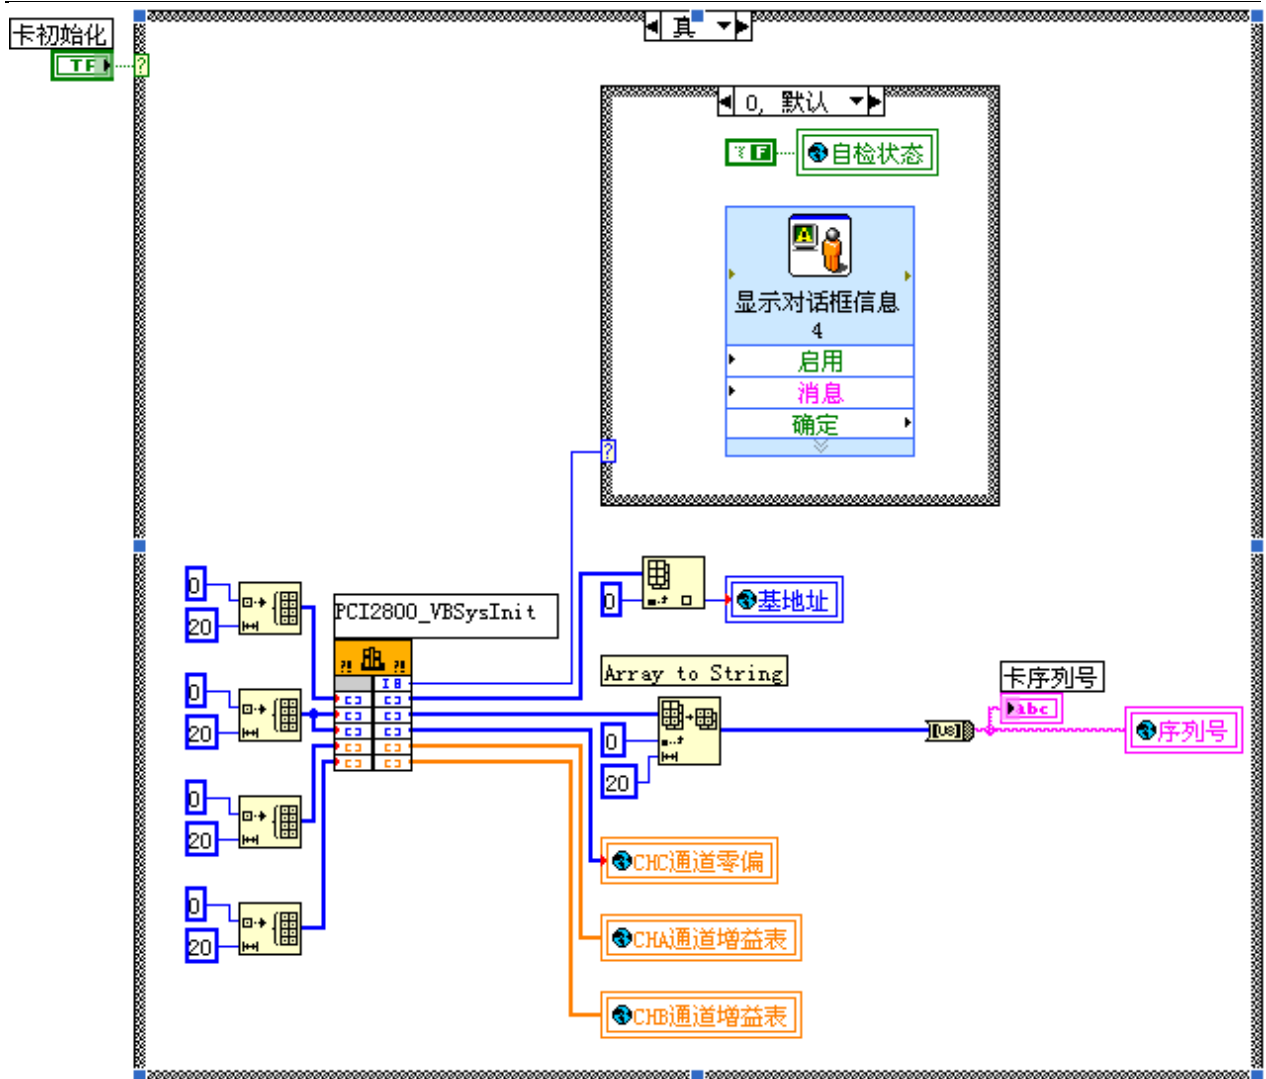 卡初始化
TF
?
真
0, 默认
F
自检状态
显示对话框信息
4
启用
消息
确定
?
0
20
PCI2800_VBSysInit
?! ?!
I8
0
基地址
Array to String
0
20
卡序列号
abc
0
20
[U8]
序列号
0
20
CHC通道零偏
0
20
CHA通道增益表
CHB通道增益表